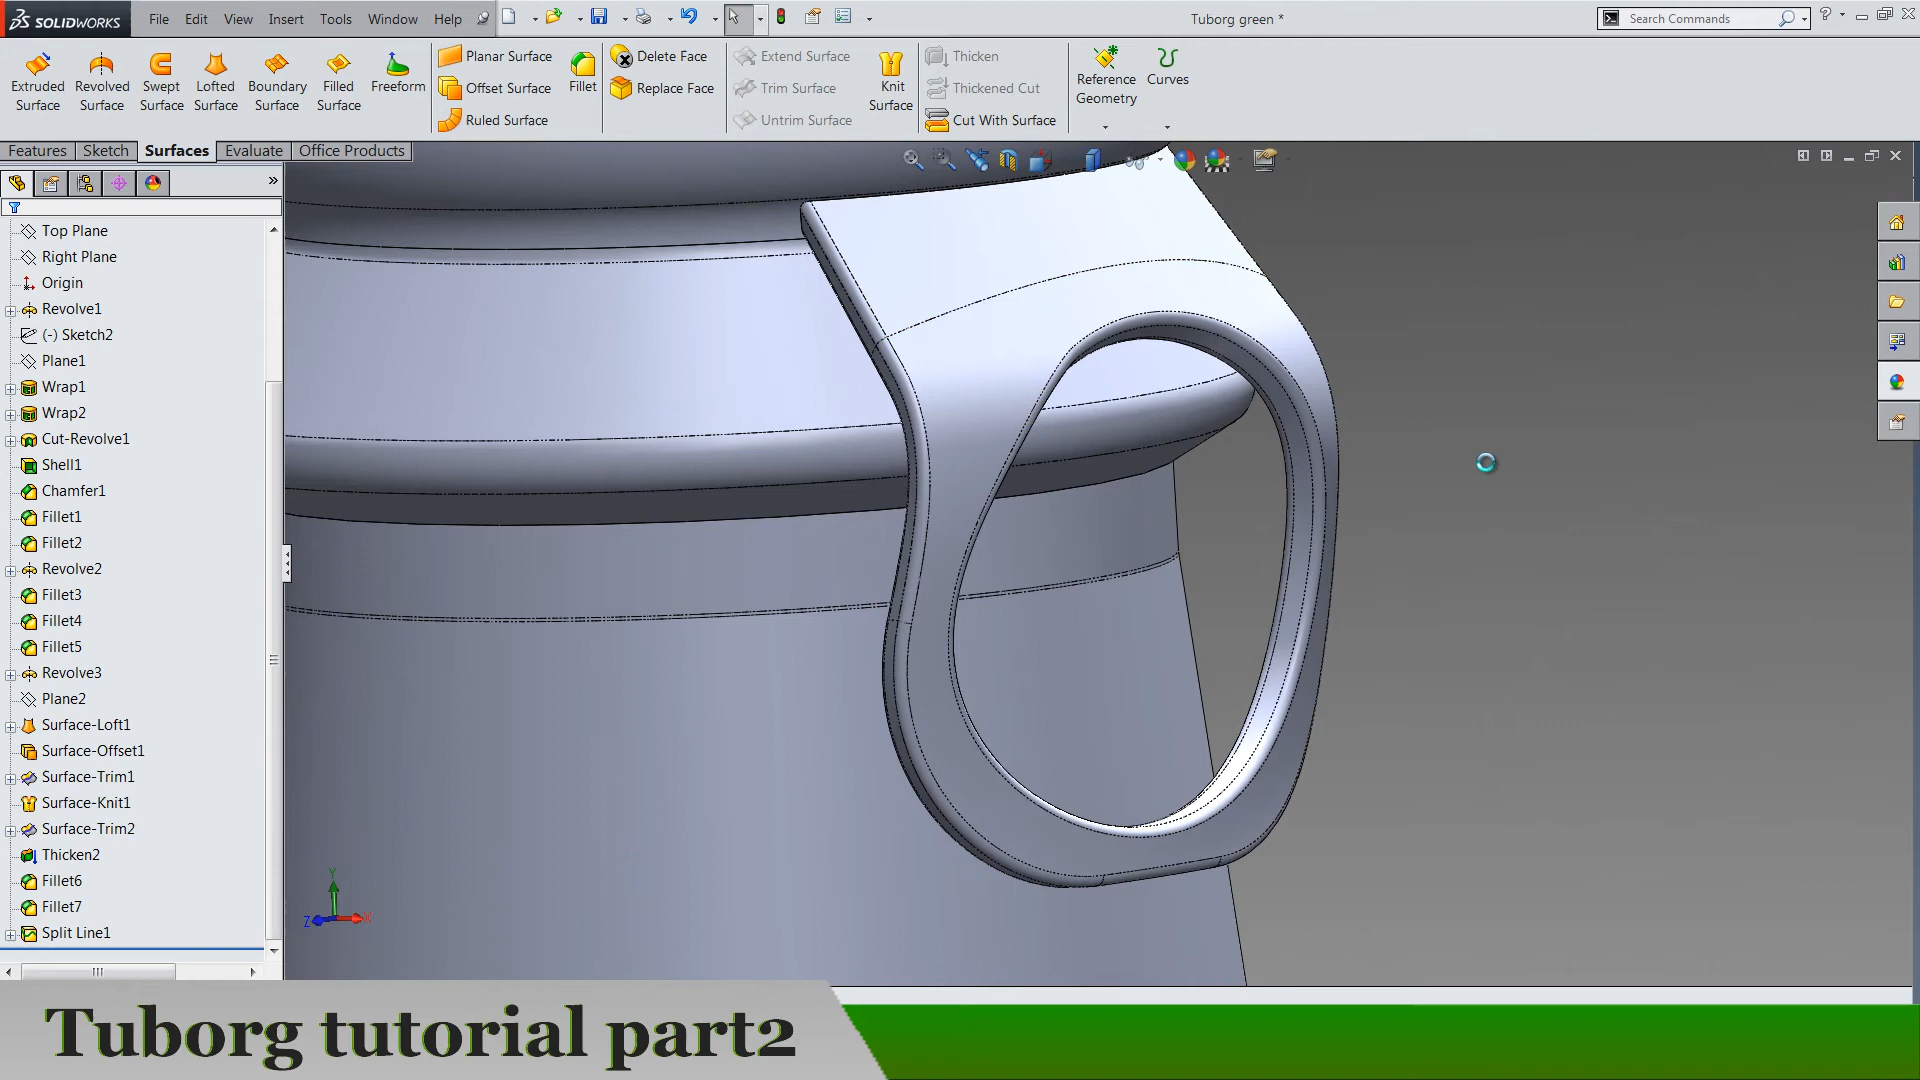 SOLIDWORKS File Edit View Insert Tools Window Help Tuborg green * Search Commands ?
Extruded Surface
Revolved Surface
Swept Surface
Lofted Surface
Boundary Surface
Filled Surface
Freeform
Planar Surface
Offset Surface
Ruled Surface
Fillet
Delete Face
Replace Face
Extend Surface
Trim Surface
Untrim Surface
Knit Surface
Thicken
Thickened Cut
Cut With Surface
Reference Geometry
Curves
Features Sketch Surfaces Evaluate Office Products
Top Plane
Right Plane
Origin
Revolve1
(-) Sketch2
Plane1
Wrap1
Wrap2
Cut-Revolve1
Shell1
Chamfer1
Fillet1
Fillet2
Revolve2
Fillet3
Fillet4
Fillet5
Revolve3
Plane2
Surface-Loft1
Surface-Offset1
Surface-Trim1
Surface-Knit1
Surface-Trim2
Thicken2
Fillet6
Fillet7
Split Line1
Y
Z X
Tuborg tutorial part2